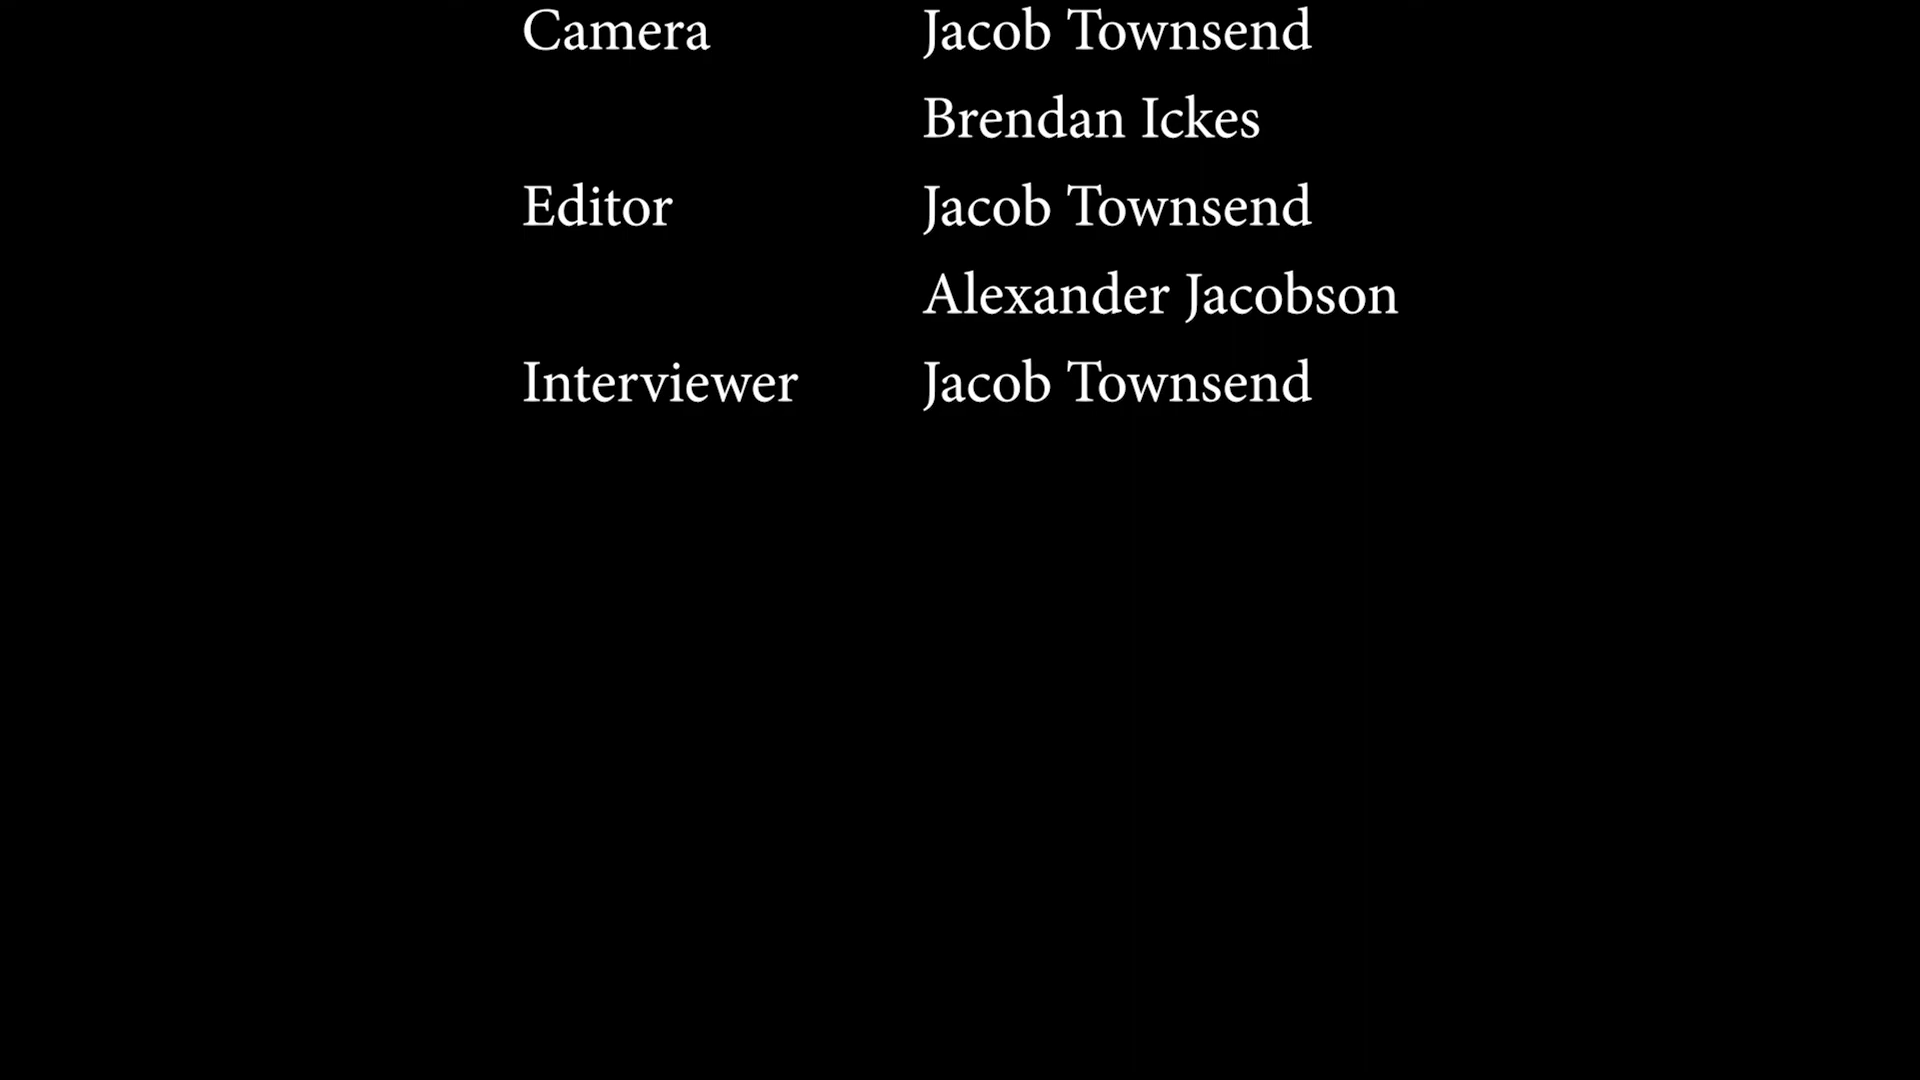 Camera Jacob Townsend
Brendan Ickes
Editor Jacob Townsend
Alexander Jacobson
Interviewer Jacob Townsend